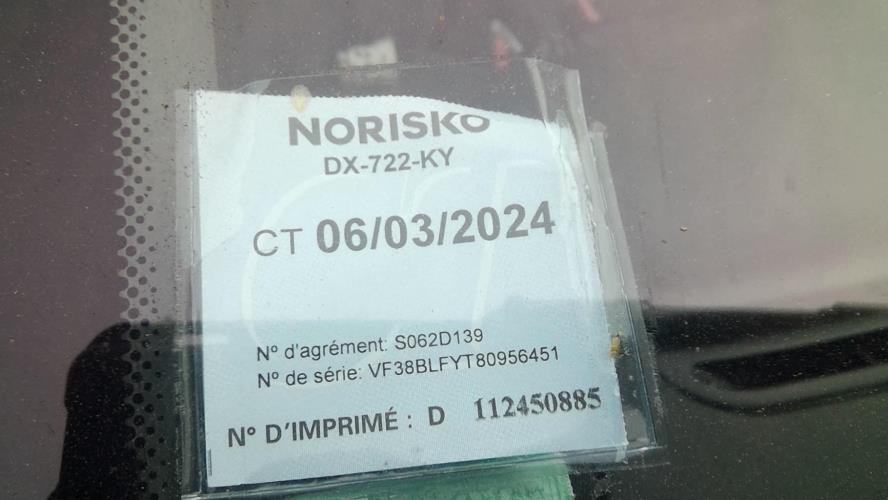 NORISKO
DX-722-KY
CT 06/03/2024
N° d'agrément: S062D139
N° de série: VF38BLFYT80956451
N° D'IMPRIMÉ : D 112450885